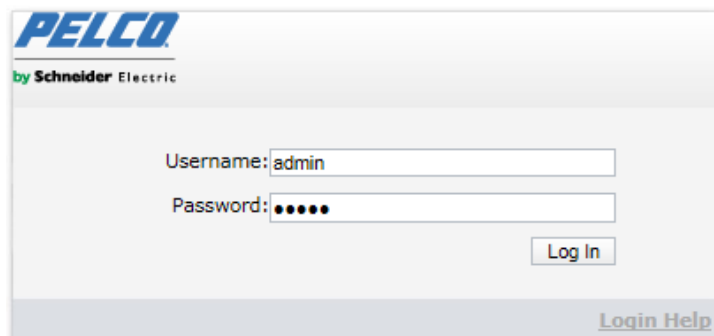 PELCO
by Schneider Electric
Username: admin
Password: •••••
Log In
Login Help